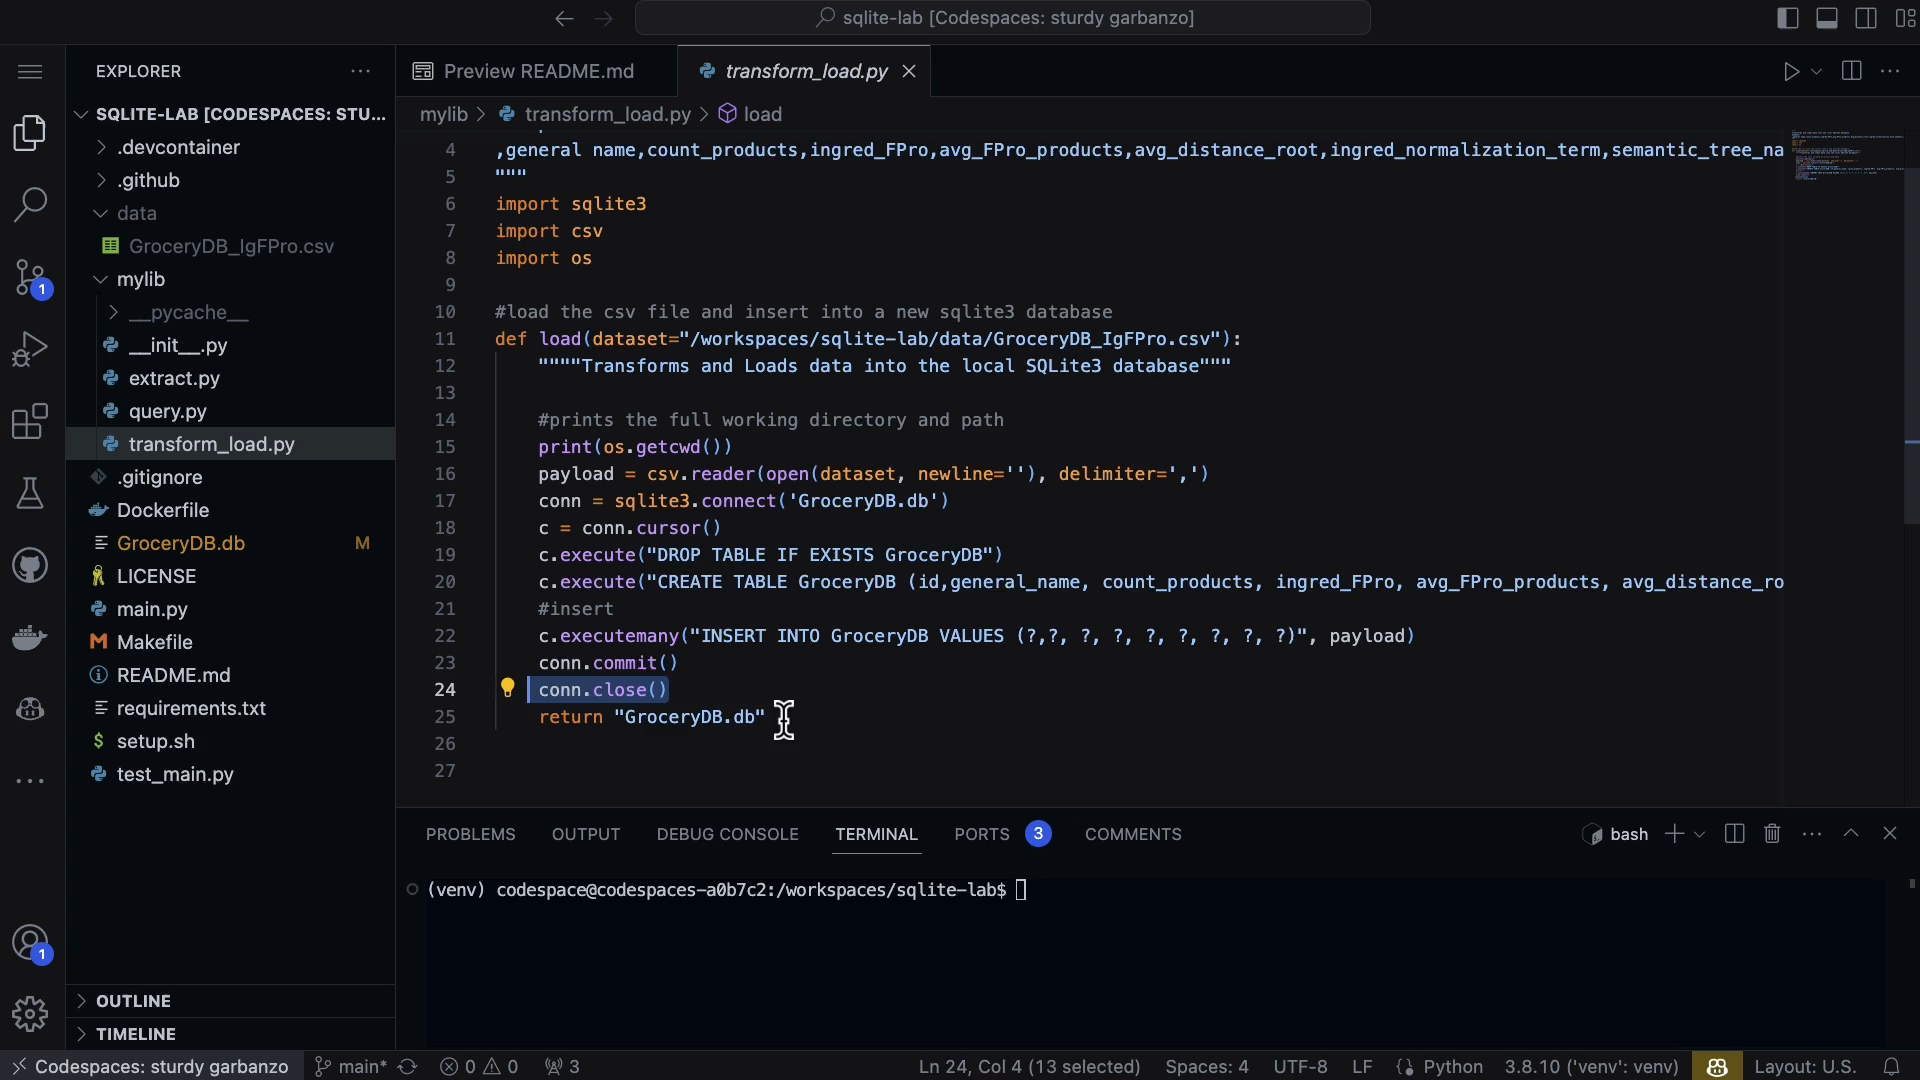 sqlite-lab [Codespaces: sturdy garbanzo]
EXPLORER
Preview README.md
transform_load.py
SQLITE-LAB [CODESPACES: STU...
mylib > transform_load.py > load
.devcontainer
.github
data
GroceryDB_IgFPro.csv
mylib
__pycache__
__init__.py
extract.py
query.py
transform_load.py
.gitignore
Dockerfile
GroceryDB.db M
LICENSE
main.py
Makefile
README.md
requirements.txt
setup.sh
test_main.py
OUTLINE
TIMELINE
1
1
4 ,general name,count_products,ingred_FPro,avg_FPro_products,avg_distance_root,ingred_normalization_term,semantic_tree_na
5 """
6 import sqlite3
7 import csv
8 import os
9
10 #load the csv file and insert into a new sqlite3 database
11 def load(dataset="/workspaces/sqlite-lab/data/GroceryDB_IgFPro.csv"):
12 """"Transforms and Loads data into the local SQLite3 database"""
13
14 #prints the full working directory and path
15 print(os.getcwd())
16 payload = csv.reader(open(dataset, newline=''), delimiter=',')
17 conn = sqlite3.connect('GroceryDB.db')
18 c = conn.cursor()
19 c.execute("DROP TABLE IF EXISTS GroceryDB")
20 c.execute("CREATE TABLE GroceryDB (id,general_name, count_products, ingred_FPro, avg_FPro_products, avg_distance_ro
21 #insert
22 c.executemany("INSERT INTO GroceryDB VALUES (?,?, ?, ?, ?, ?, ?, ?, ?)", payload)
23 conn.commit()
24 conn.close()
25 return "GroceryDB.db"
26
27
PROBLEMS OUTPUT DEBUG CONSOLE TERMINAL PORTS 3 COMMENTS
bash
(venv) codespace@codespaces-a0b7c2:/workspaces/sqlite-lab$
Codespaces: sturdy garbanzo main* 0 0 3 Ln 24, Col 4 (13 selected) Spaces: 4 UTF-8 LF Python 3.8.10 ('venv': venv) Layout: U.S.